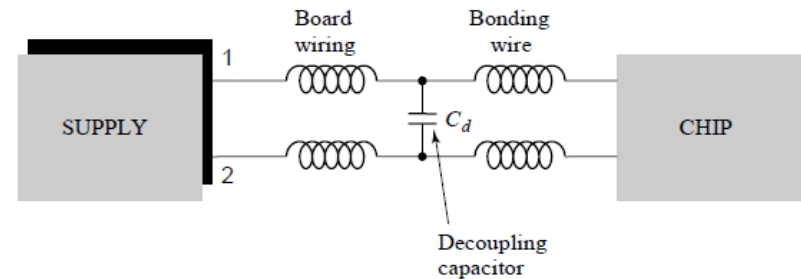 Board
wiring
Bonding
wire
1
SUPPLY
C_d
CHIP
2
Decoupling
capacitor